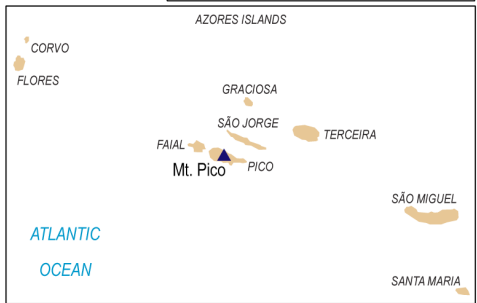 AZORES ISLANDS
CORVO
FLORES
GRACIOSA
SÃO JORGE
TERCEIRA
FAIAL
PICO
Mt. Pico
SÃO MIGUEL
ATLANTIC
OCEAN
SANTA MARIA